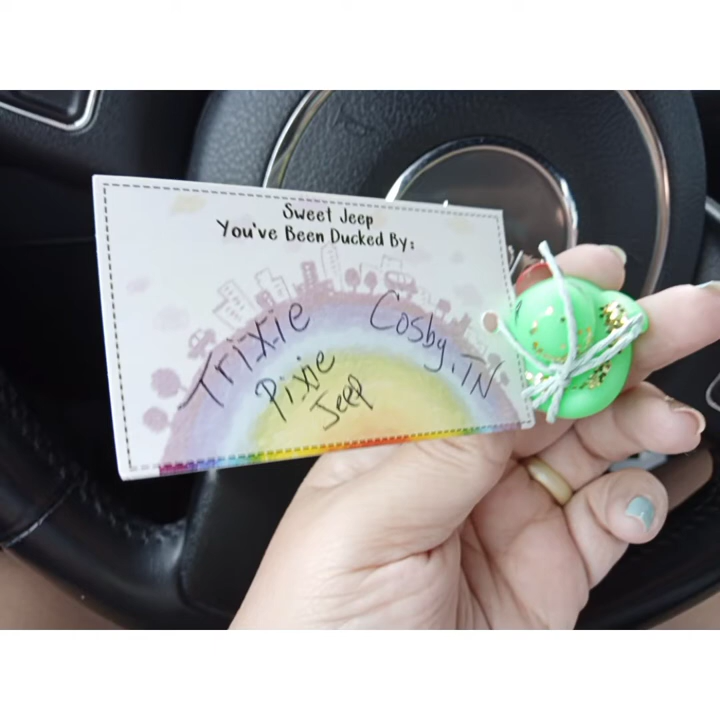 Sweet Jeep
You've Been Ducked By:
Trixie
Pixie
Jeep
Cosby, TN